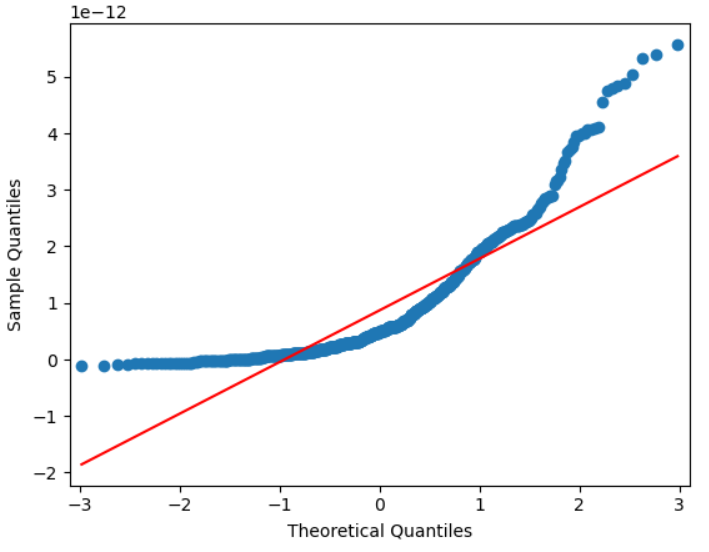 1e−12
5
4
3
2
1
0
−1
−2
Sample Quantiles
−3 −2 −1 0 1 2 3
Theoretical Quantiles